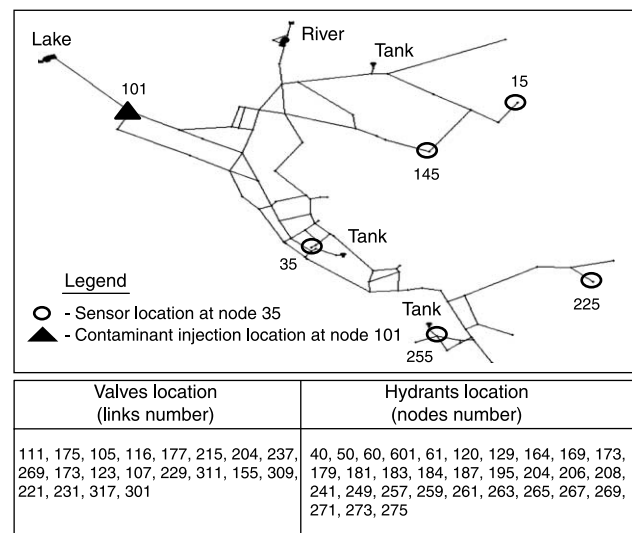 Lake
River
Tank
101
15
145
Tank
35
Legend
- Sensor location at node 35
- Contaminant injection location at node 101
225
Tank
255
Valves location
(links number)
111, 175, 105, 116, 177, 215, 204, 237,
269, 173, 123, 107, 229, 311, 155, 309,
221, 231, 317, 301
Hydrants location
(nodes number)
40, 50, 60, 601, 61, 120, 129, 164, 169, 173,
179, 181, 183, 184, 187, 195, 204, 206, 208,
241, 249, 257, 259, 261, 263, 265, 267, 269,
271, 273, 275